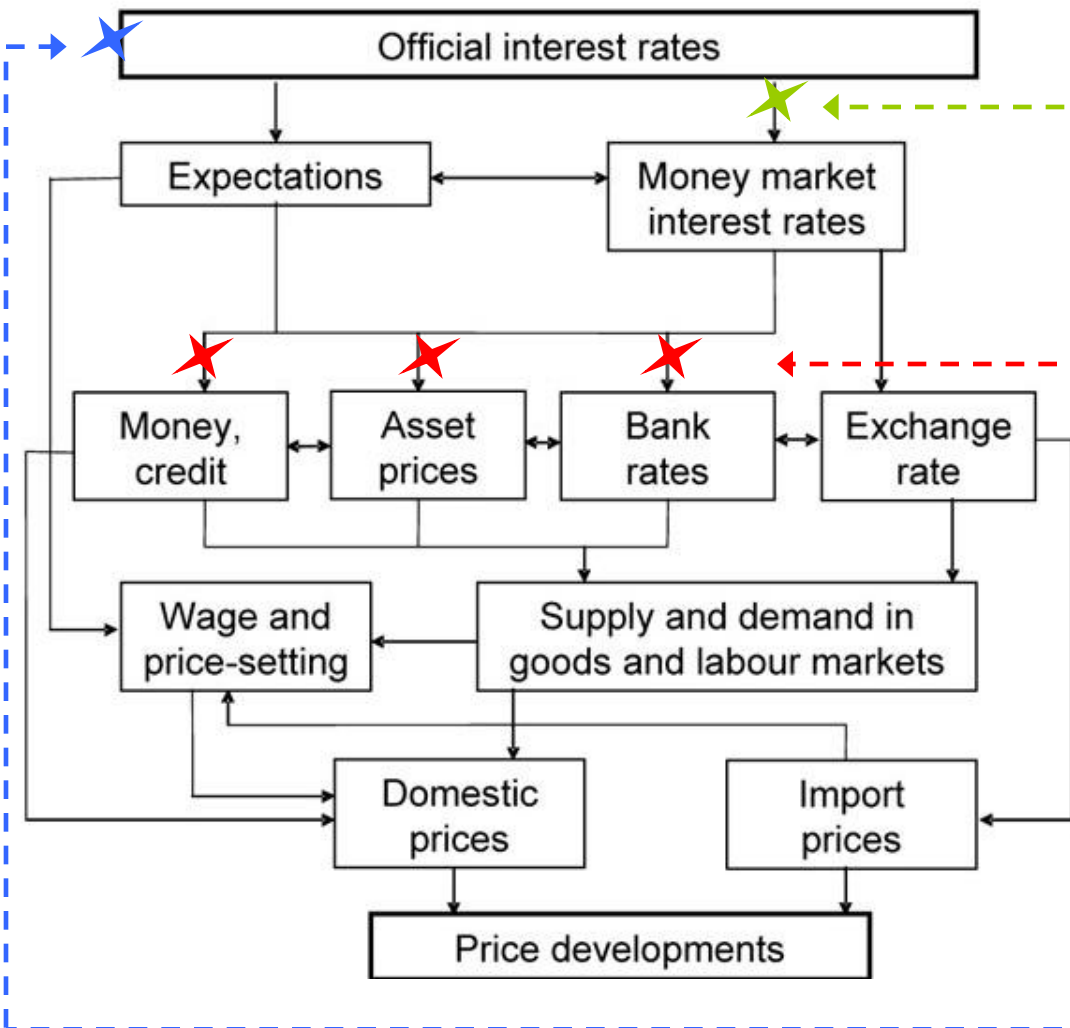 Official interest rates
Expectations
Money market
interest rates
Money,
credit
Asset
prices
Bank
rates
Exchange
rate
Wage and
price-setting
Supply and demand in
goods and labour markets
Domestic
prices
Import
prices
Price developments